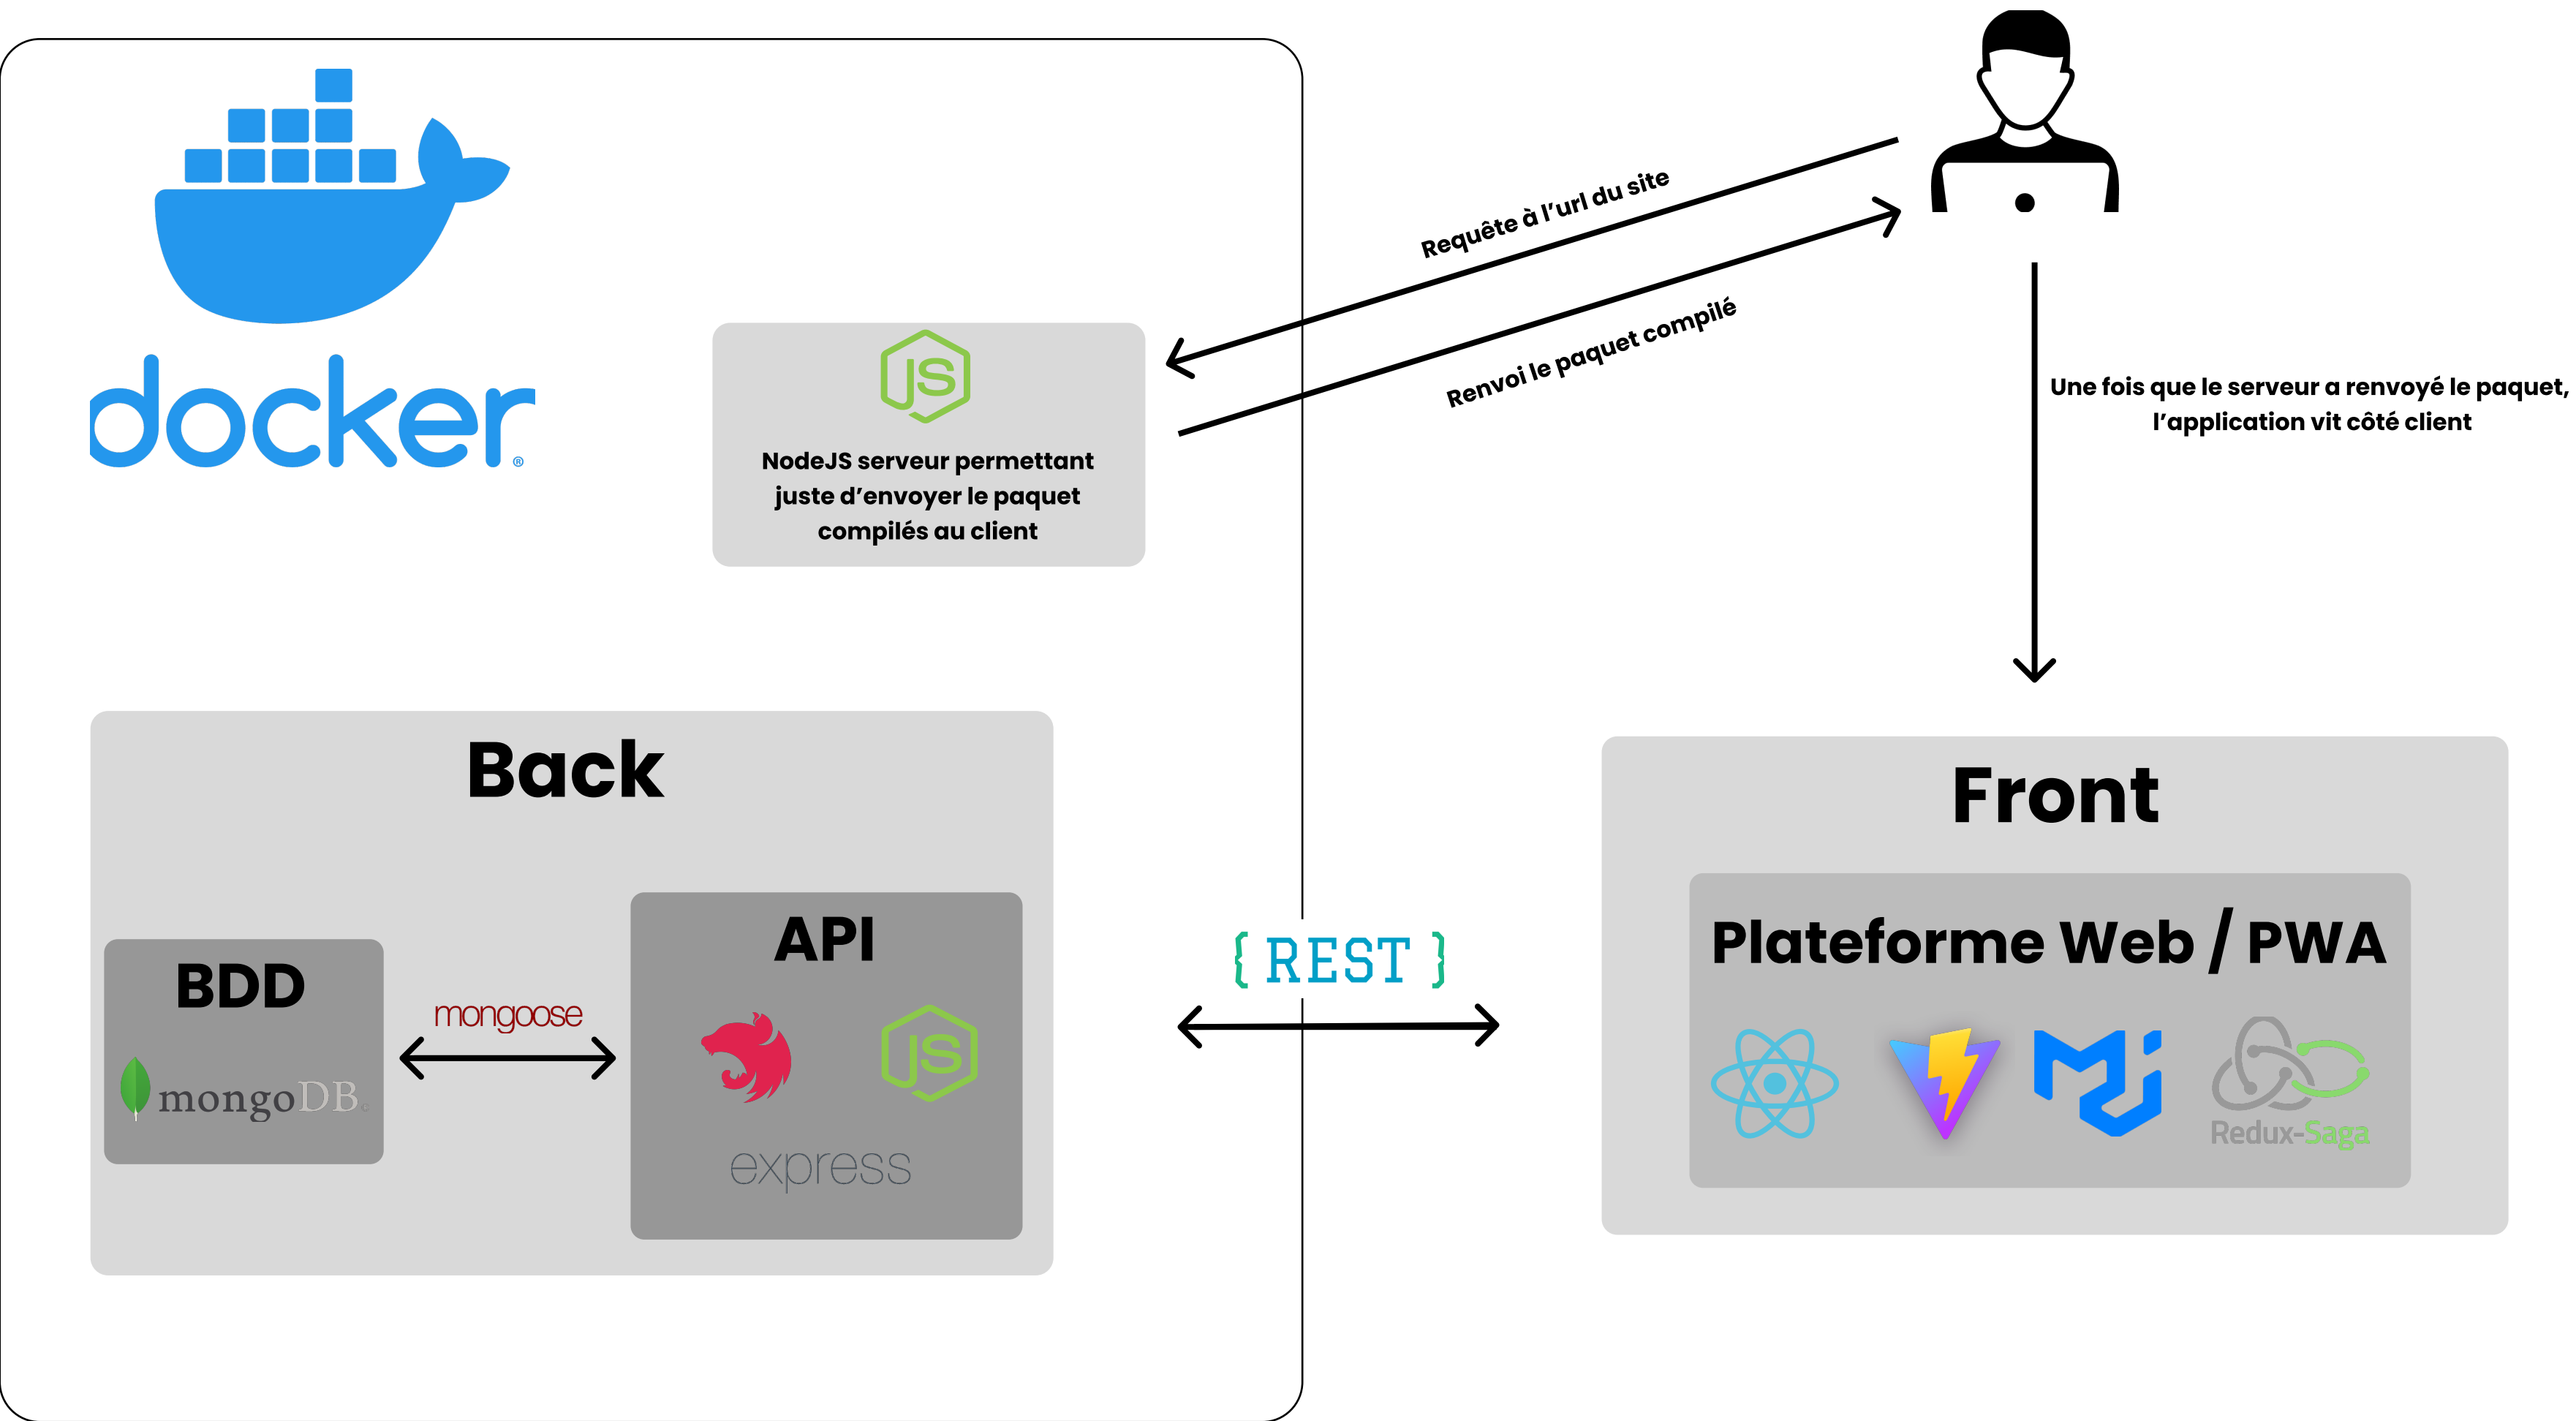 docker®
Requête à l’url du site
Renvoi le paquet compilé
JS
NodeJS serveur permettant
juste d’envoyer le paquet
compilés au client
Une fois que le serveur a renvoyé le paquet,
l’application vit côté client
Back
BDD
mongoDB
mongoose
API
JS
express
{ REST }
Front
Plateforme Web / PWA
Redux-Saga